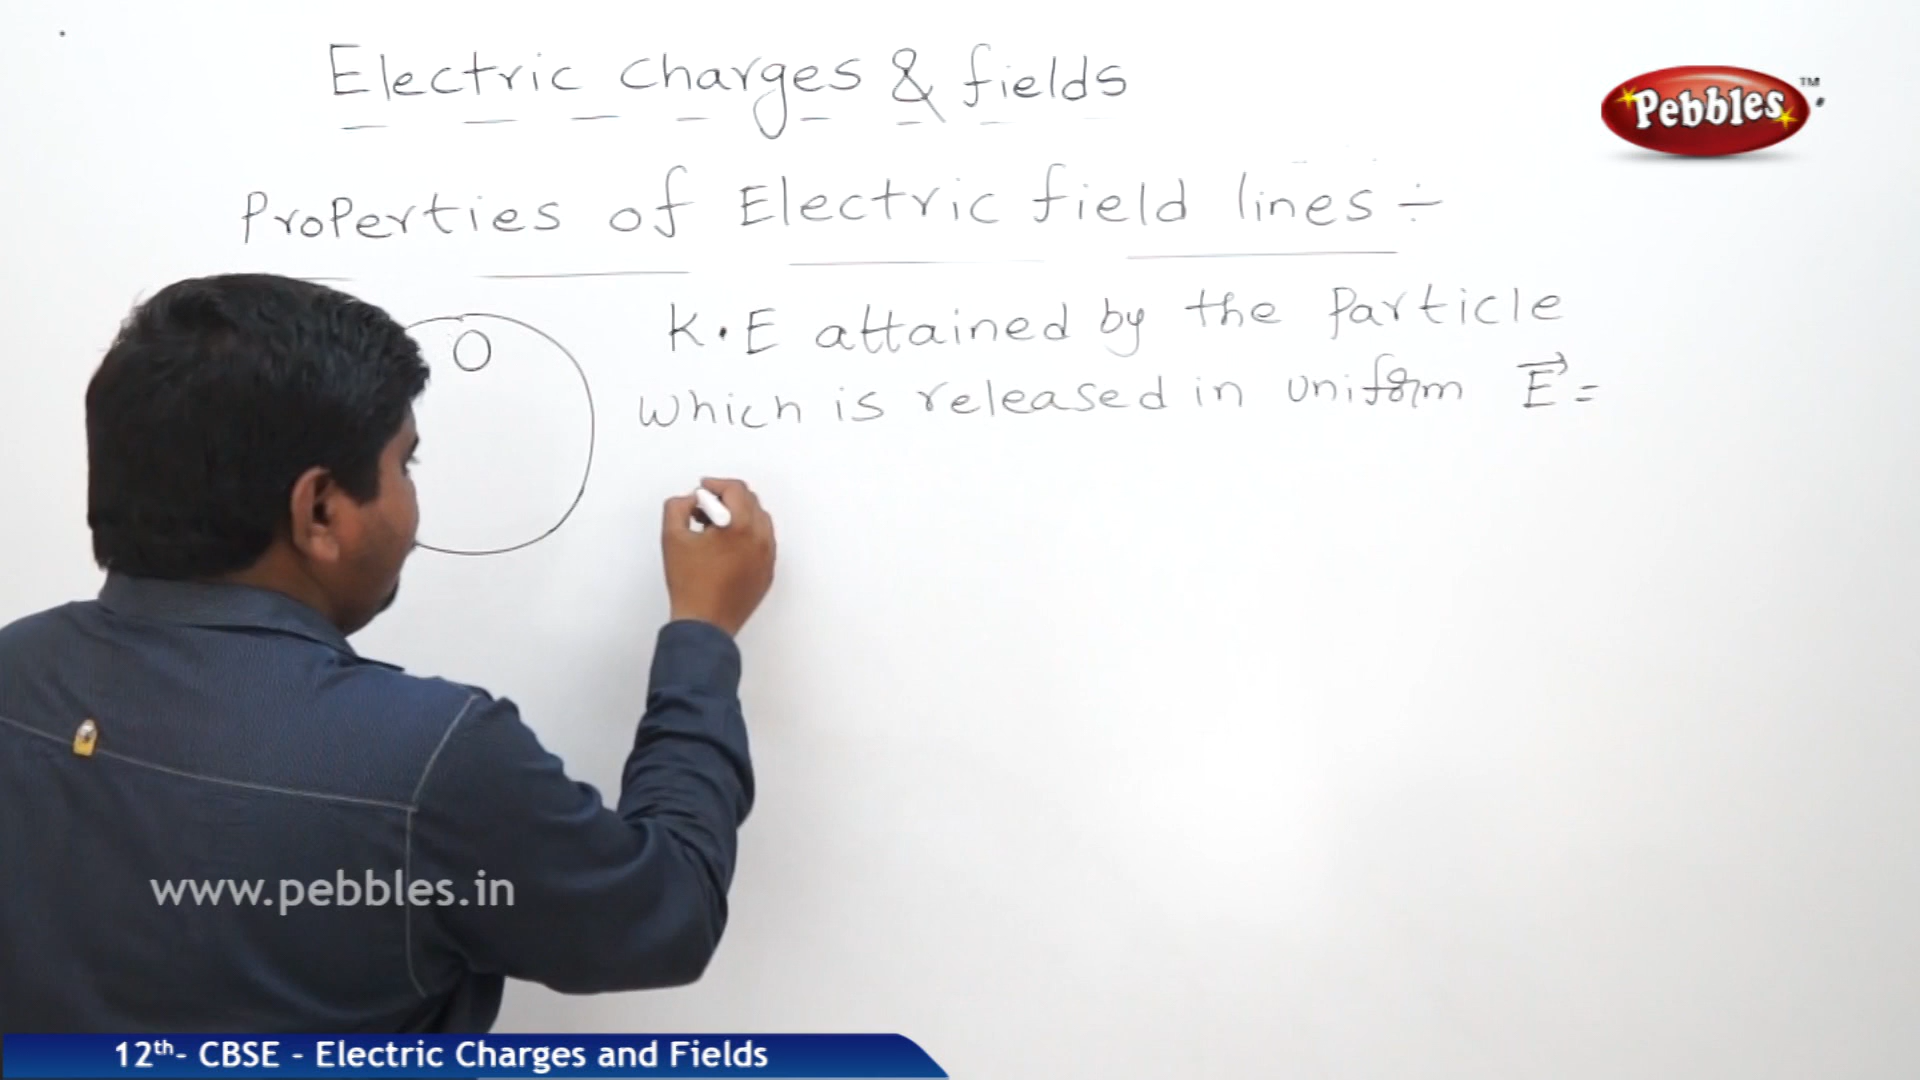 Electric charges & fields
Pebbles™
Properties of Electric field lines ÷
K.E attained by the Particle
which is released in uniform E⃗ =
www.pebbles.in
12th- CBSE - Electric Charges and Fields